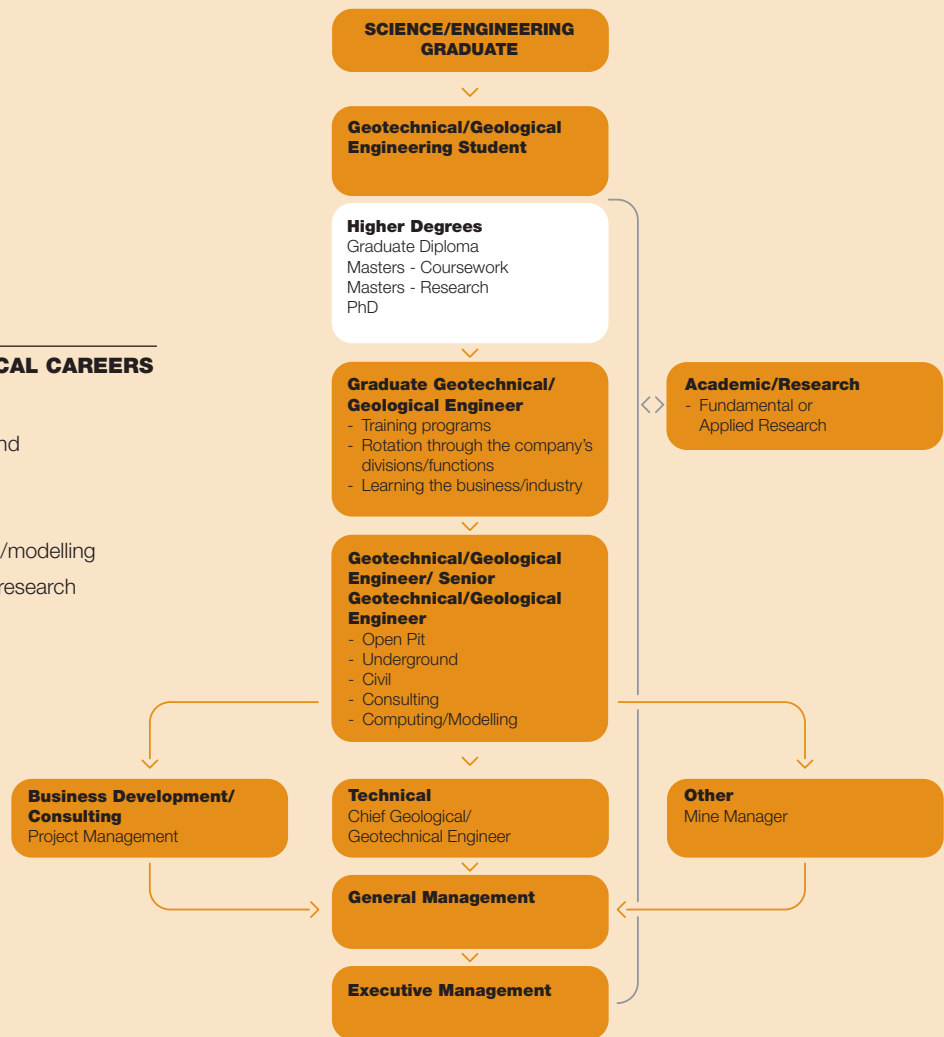 SCIENCE/ENGINEERING
GRADUATE
Geotechnical/Geological
Engineering Student
Higher Degrees
Graduate Diploma
Masters - Coursework
Masters - Research
PhD
CAL CAREERS
nd
/modelling
research
Graduate Geotechnical/
Geological Engineer
- Training programs
- Rotation through the company's
divisions/functions
- Learning the business/industry
Academic/Research
- Fundamental or
Applied Research
Geotechnical/Geological
Engineer/ Senior
Geotechnical/Geological
Engineer
- Open Pit
- Underground
- Civil
- Consulting
- Computing/Modelling
Business Development/
Consulting
Project Management
Technical
Chief Geological/
Geotechnical Engineer
Other
Mine Manager
General Management
Executive Management